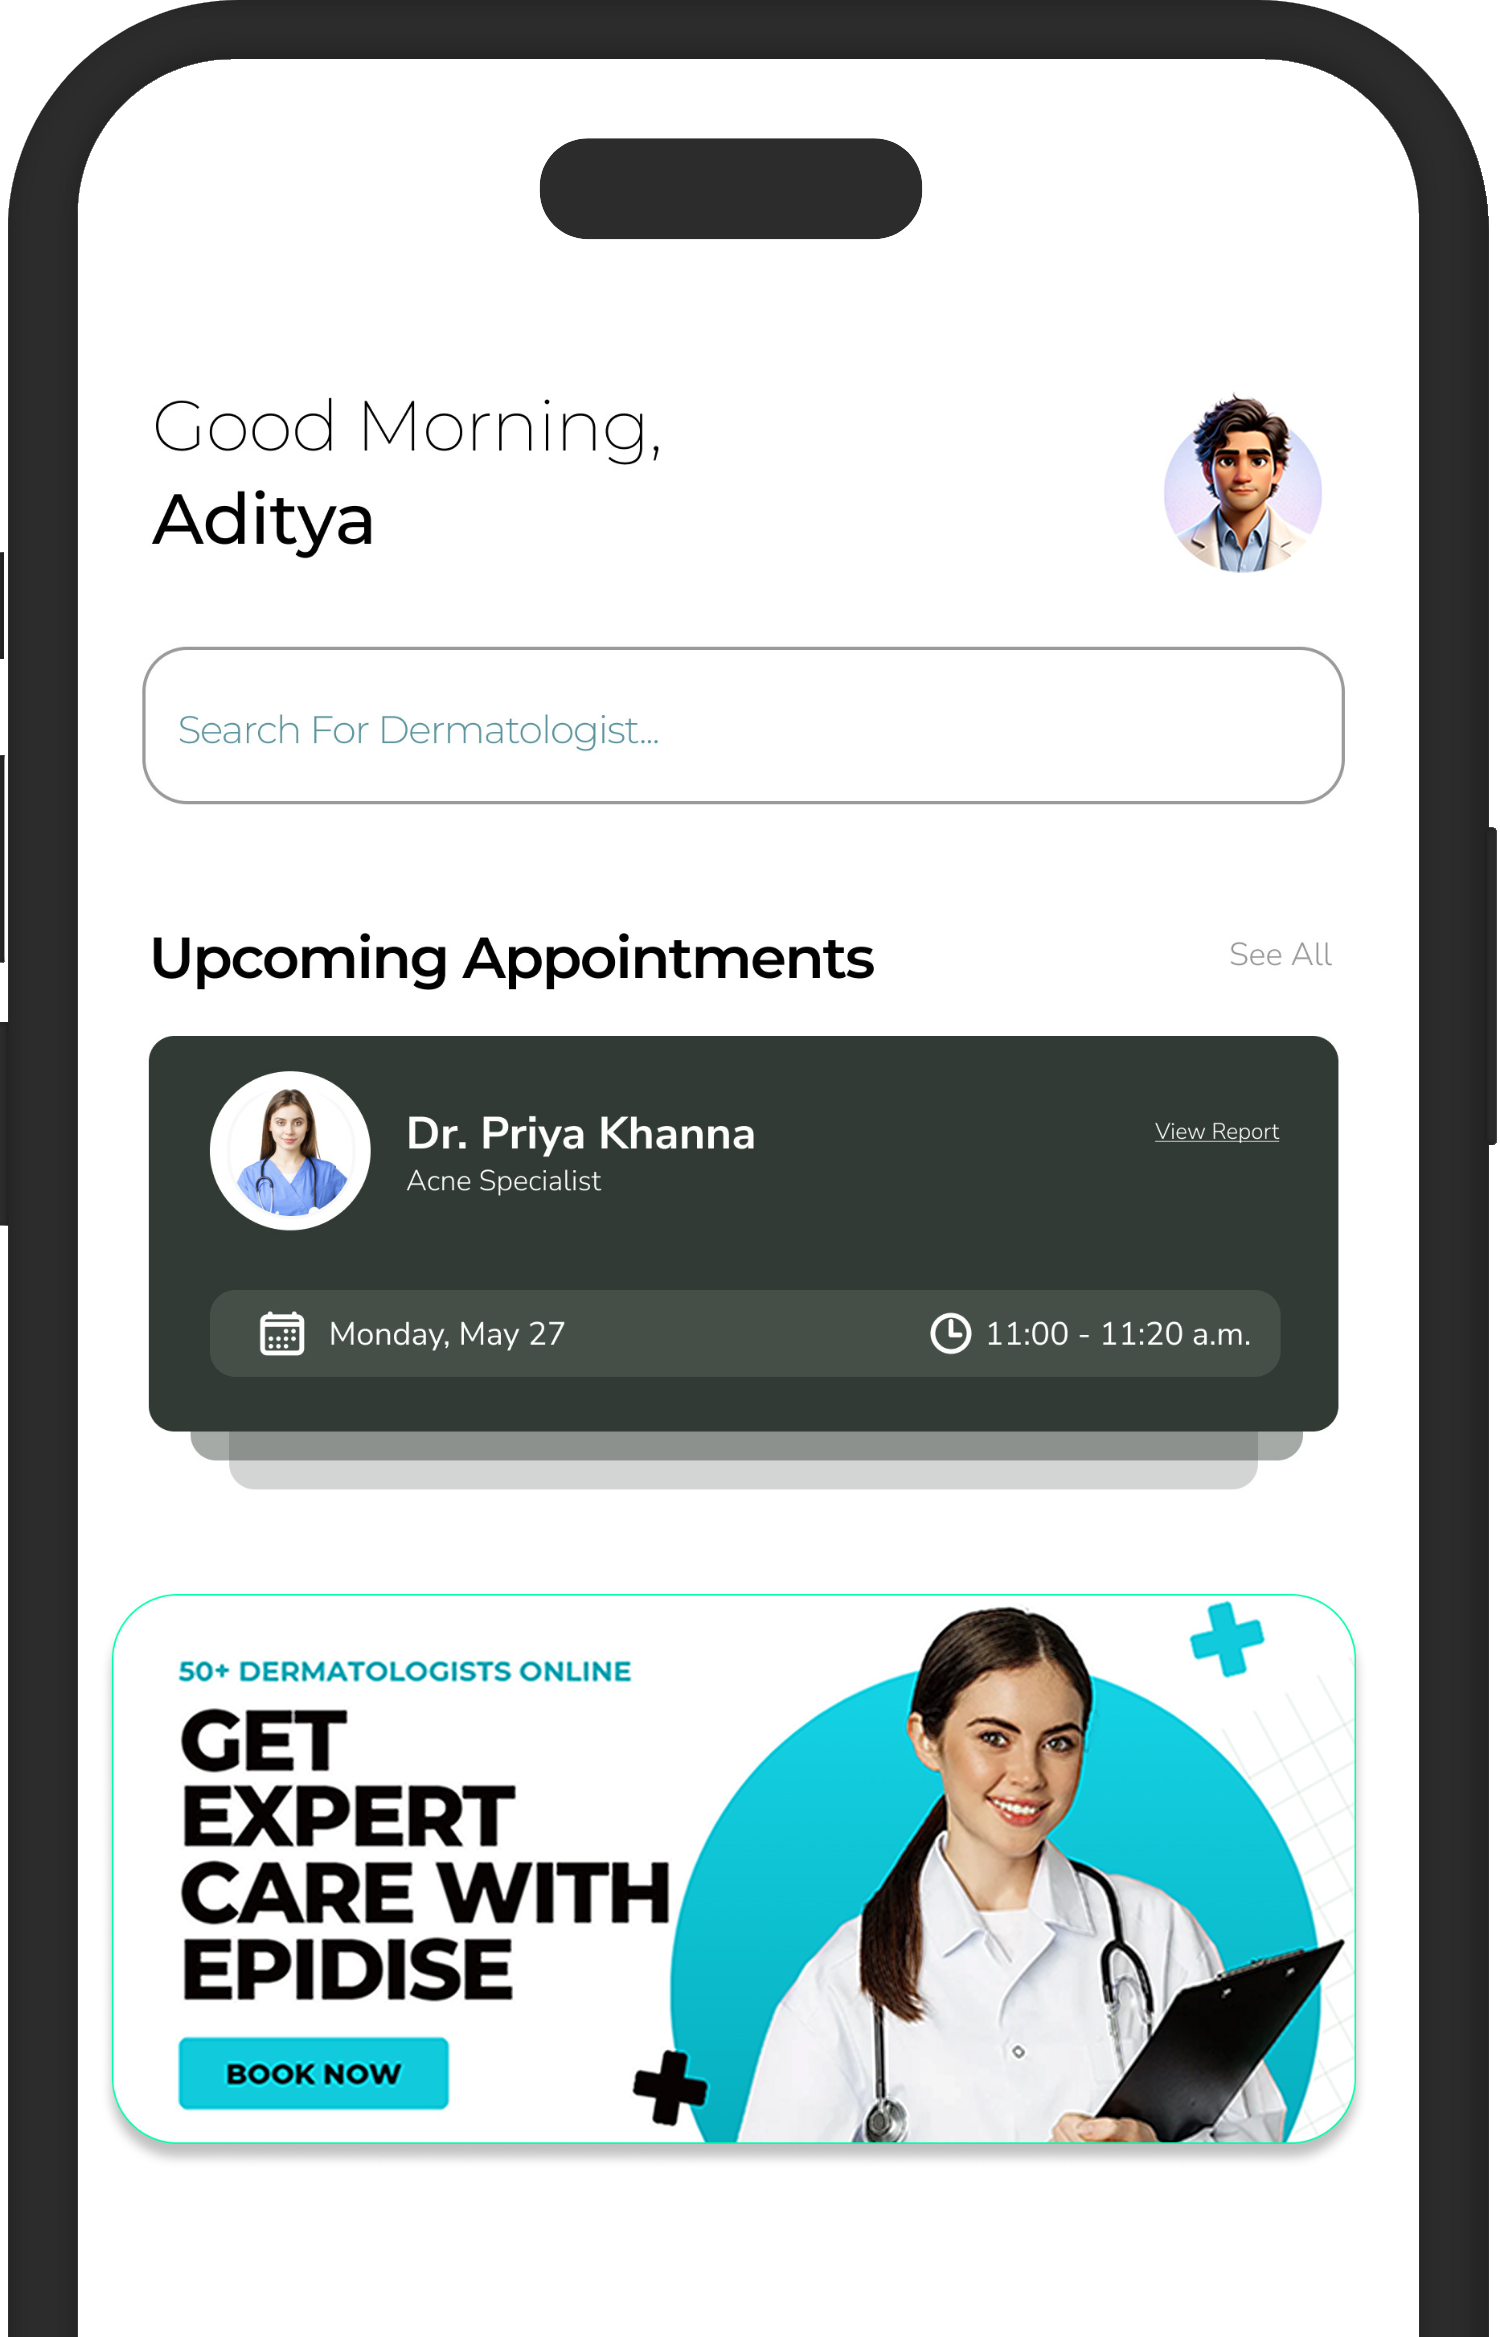 Good Morning,
Aditya
Search For Dermatologist...
Upcoming Appointments
See All
Dr. Priya Khanna
View Report
Acne Specialist
Monday, May 27
11:00 - 11:20 a.m.
50+ DERMATOLOGISTS ONLINE
GET
EXPERT
CARE WITH
EPIDISE
BOOK NOW